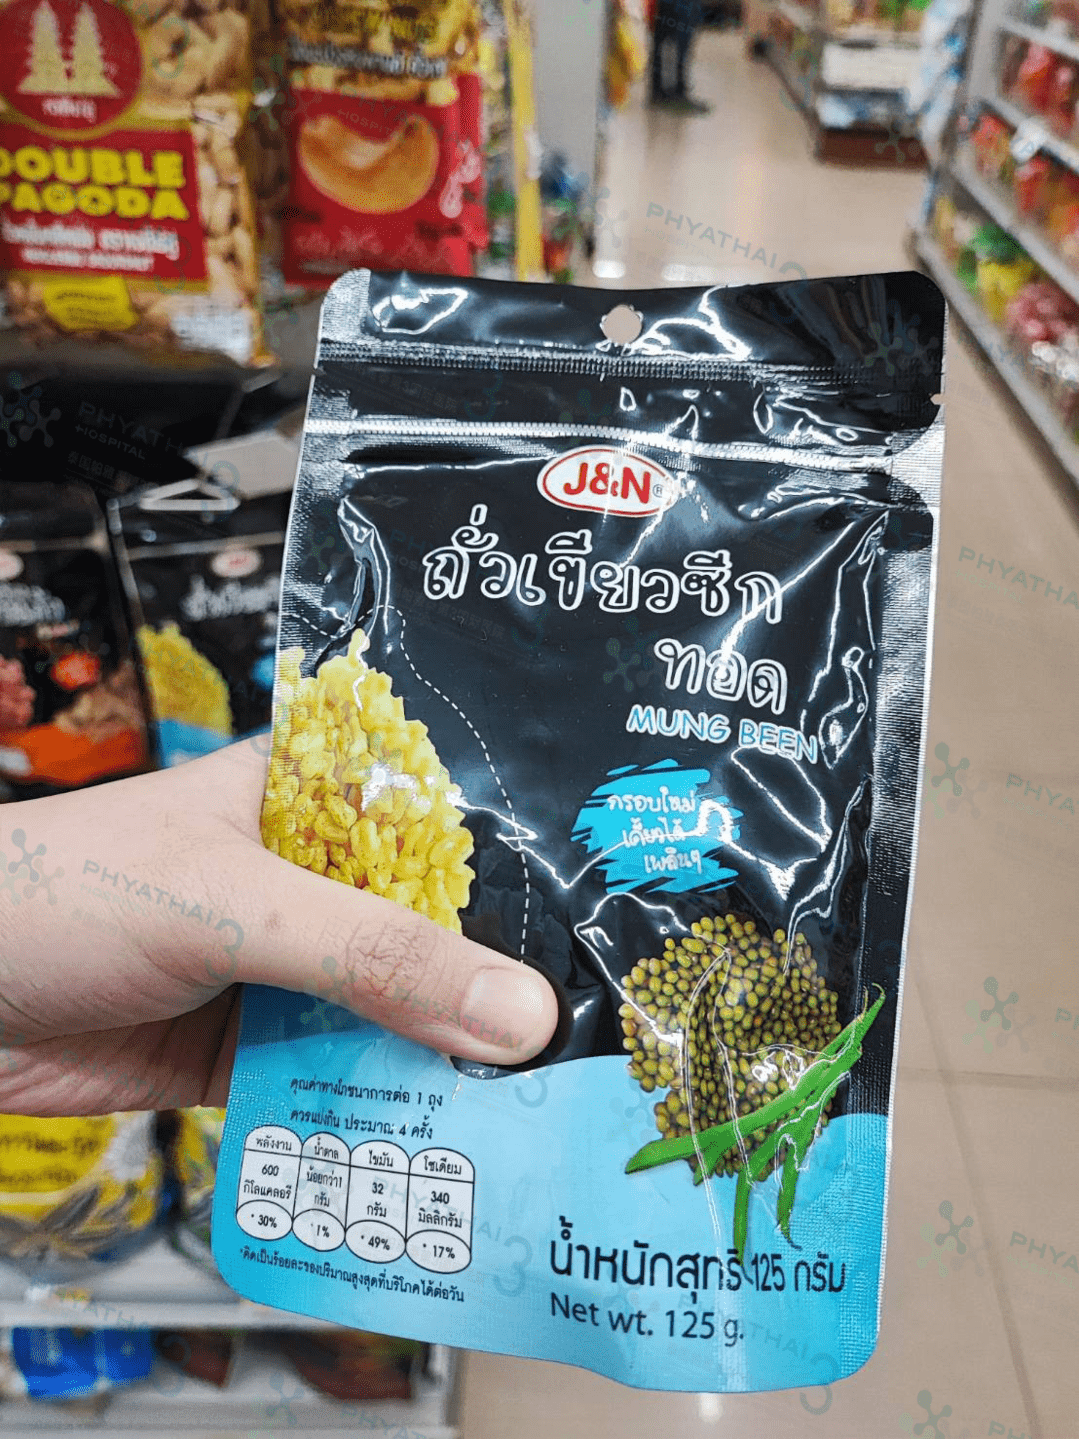 DOUBLE
PAGODA
J&N®
ถั่วเขียวซีก
ทอด
MUNG BEEN
กรอบใหม่
เคี้ยวได้
เพลินๆ
คุณค่าทางโภชนาการต่อ 1 ถุง
ควรแบ่งกิน ประมาณ 4 ครั้ง
พลังงาน น้ำตาล ไขมัน โซเดียม
600 น้อยกว่า1 32 340
กิโลแคลอรี กรัม กรัม มิลลิกรัม
*30% *1% *49% *17%
*คิดเป็นร้อยละของปริมาณสูงสุดที่บริโภคได้ต่อวัน
น้ำหนักสุทธิ 125 กรัม
Net wt. 125 g.
PHYATHAI 3
HOSPITAL